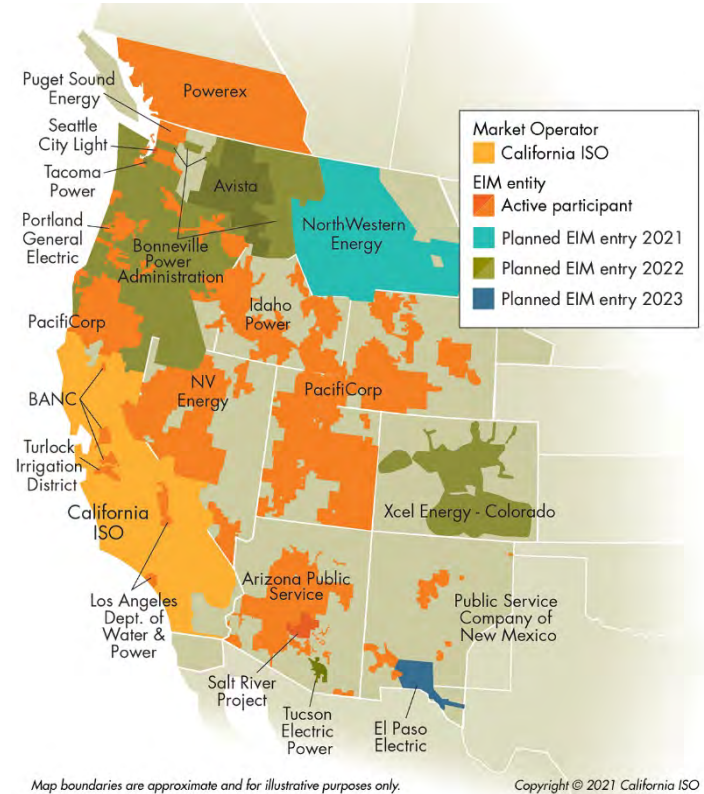 Puget Sound
Energy
Seattle
City Light
Tacoma
Power
Portland
General
Electric
PacifiCorp
BANC
Turlock
Irrigation
District
California
ISO
Los Angeles
Dept. of
Water &
Power
Powerex
Avista
Bonneville
Power
Administration
NorthWestern
Energy
Idaho
Power
NV
Energy
PacifiCorp
Xcel Energy - Colorado
Arizona Public
Service
Salt River
Project
Tucson
Electric
Power
El Paso
Electric
Public Service
Company of
New Mexico
Market Operator
California ISO
EIM entity
Active participant
Planned EIM entry 2021
Planned EIM entry 2022
Planned EIM entry 2023
Map boundaries are approximate and for illustrative purposes only.
Copyright © 2021 California ISO